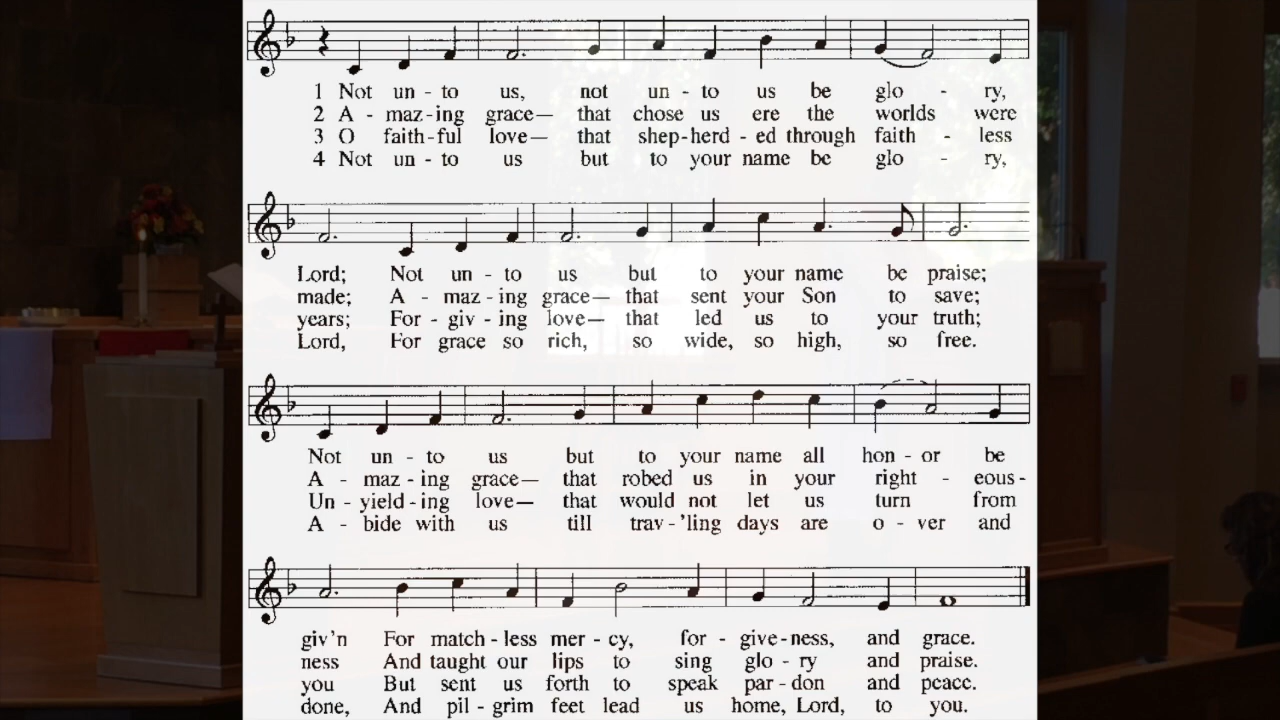 1 Not un - to us, not un - to us be glo - ry,
2 A - maz - ing grace— that chose us ere the worlds were
3 O faith - ful love— that shep - herd - ed through faith - less
4 Not un - to us but to your name be glo - ry,
Lord; Not un - to us but to your name be praise;
made; A - maz - ing grace— that sent your Son to save;
years; For - giv - ing love— that led us to your truth;
Lord, For grace so rich, so wide, so high, so free.
Not un - to us but to your name all hon - or be
A - maz - ing grace— that robed us in your right - eous -
Un - yield - ing love— that would not let us turn from
A - bide with us till trav - 'ling days are o - ver and
giv'n For match - less mer - cy, for - give - ness, and grace.
ness And taught our lips to sing glo - ry and praise.
you But sent us forth to speak par - don and peace.
done, And pil - grim feet lead us home, Lord, to you.